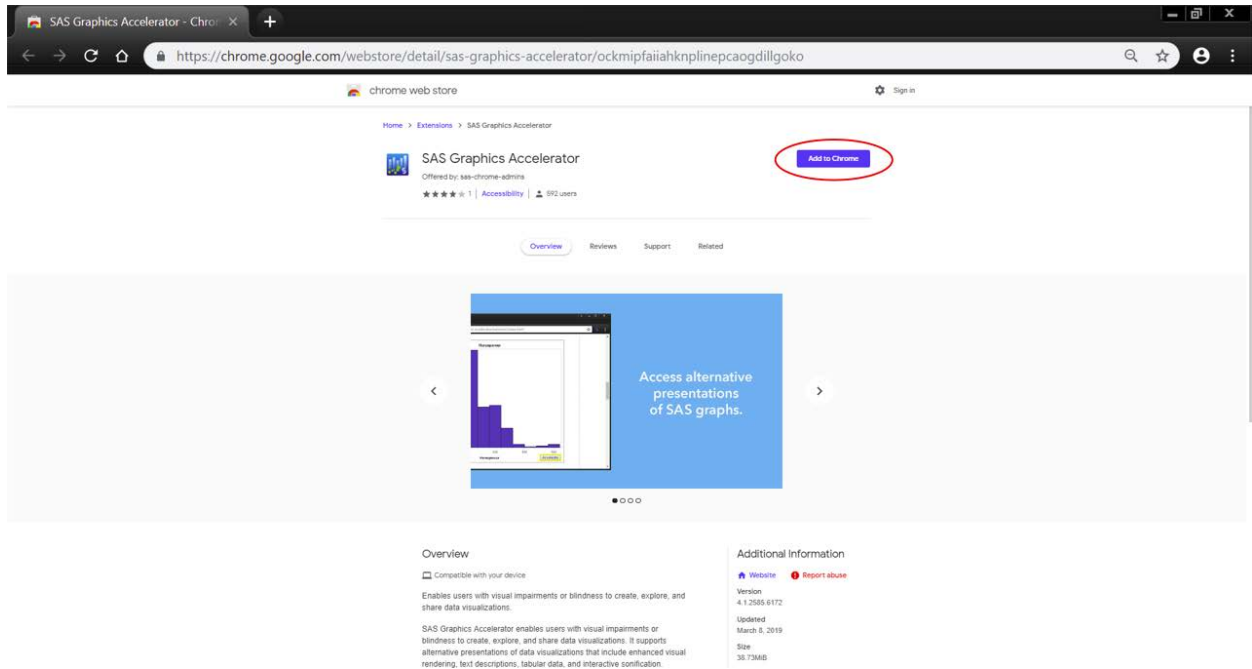 SAS Graphics Accelerator - Chron
https://chrome.google.com/webstore/detail/sas-graphics-accelerator/ockmipfaiiahknplinepcaogdillgoko
chrome web store
Sign in
Home > Extensions > SAS Graphics Accelerator
SAS Graphics Accelerator
Add to Chrome
Offered by: sas-chrome-admins
1 | Accessibility | 592 users
Overview
Reviews
Support
Related
Access alternative
presentations
of SAS graphs.
Overview
Compatible with your device
Enables users with visual impairments or blindness to create, explore, and
share data visualizations.
SAS Graphics Accelerator enables users with visual impairments or
blindness to create, explore, and share data visualizations. It supports
alternative presentations of data visualizations that include enhanced visual
rendering, text descriptions, tabular data, and interactive sonification
Additional Information
Website
Report abuse
Version
4.1.2585.6172
Updated
March 8, 2019
Size
38.73MiB